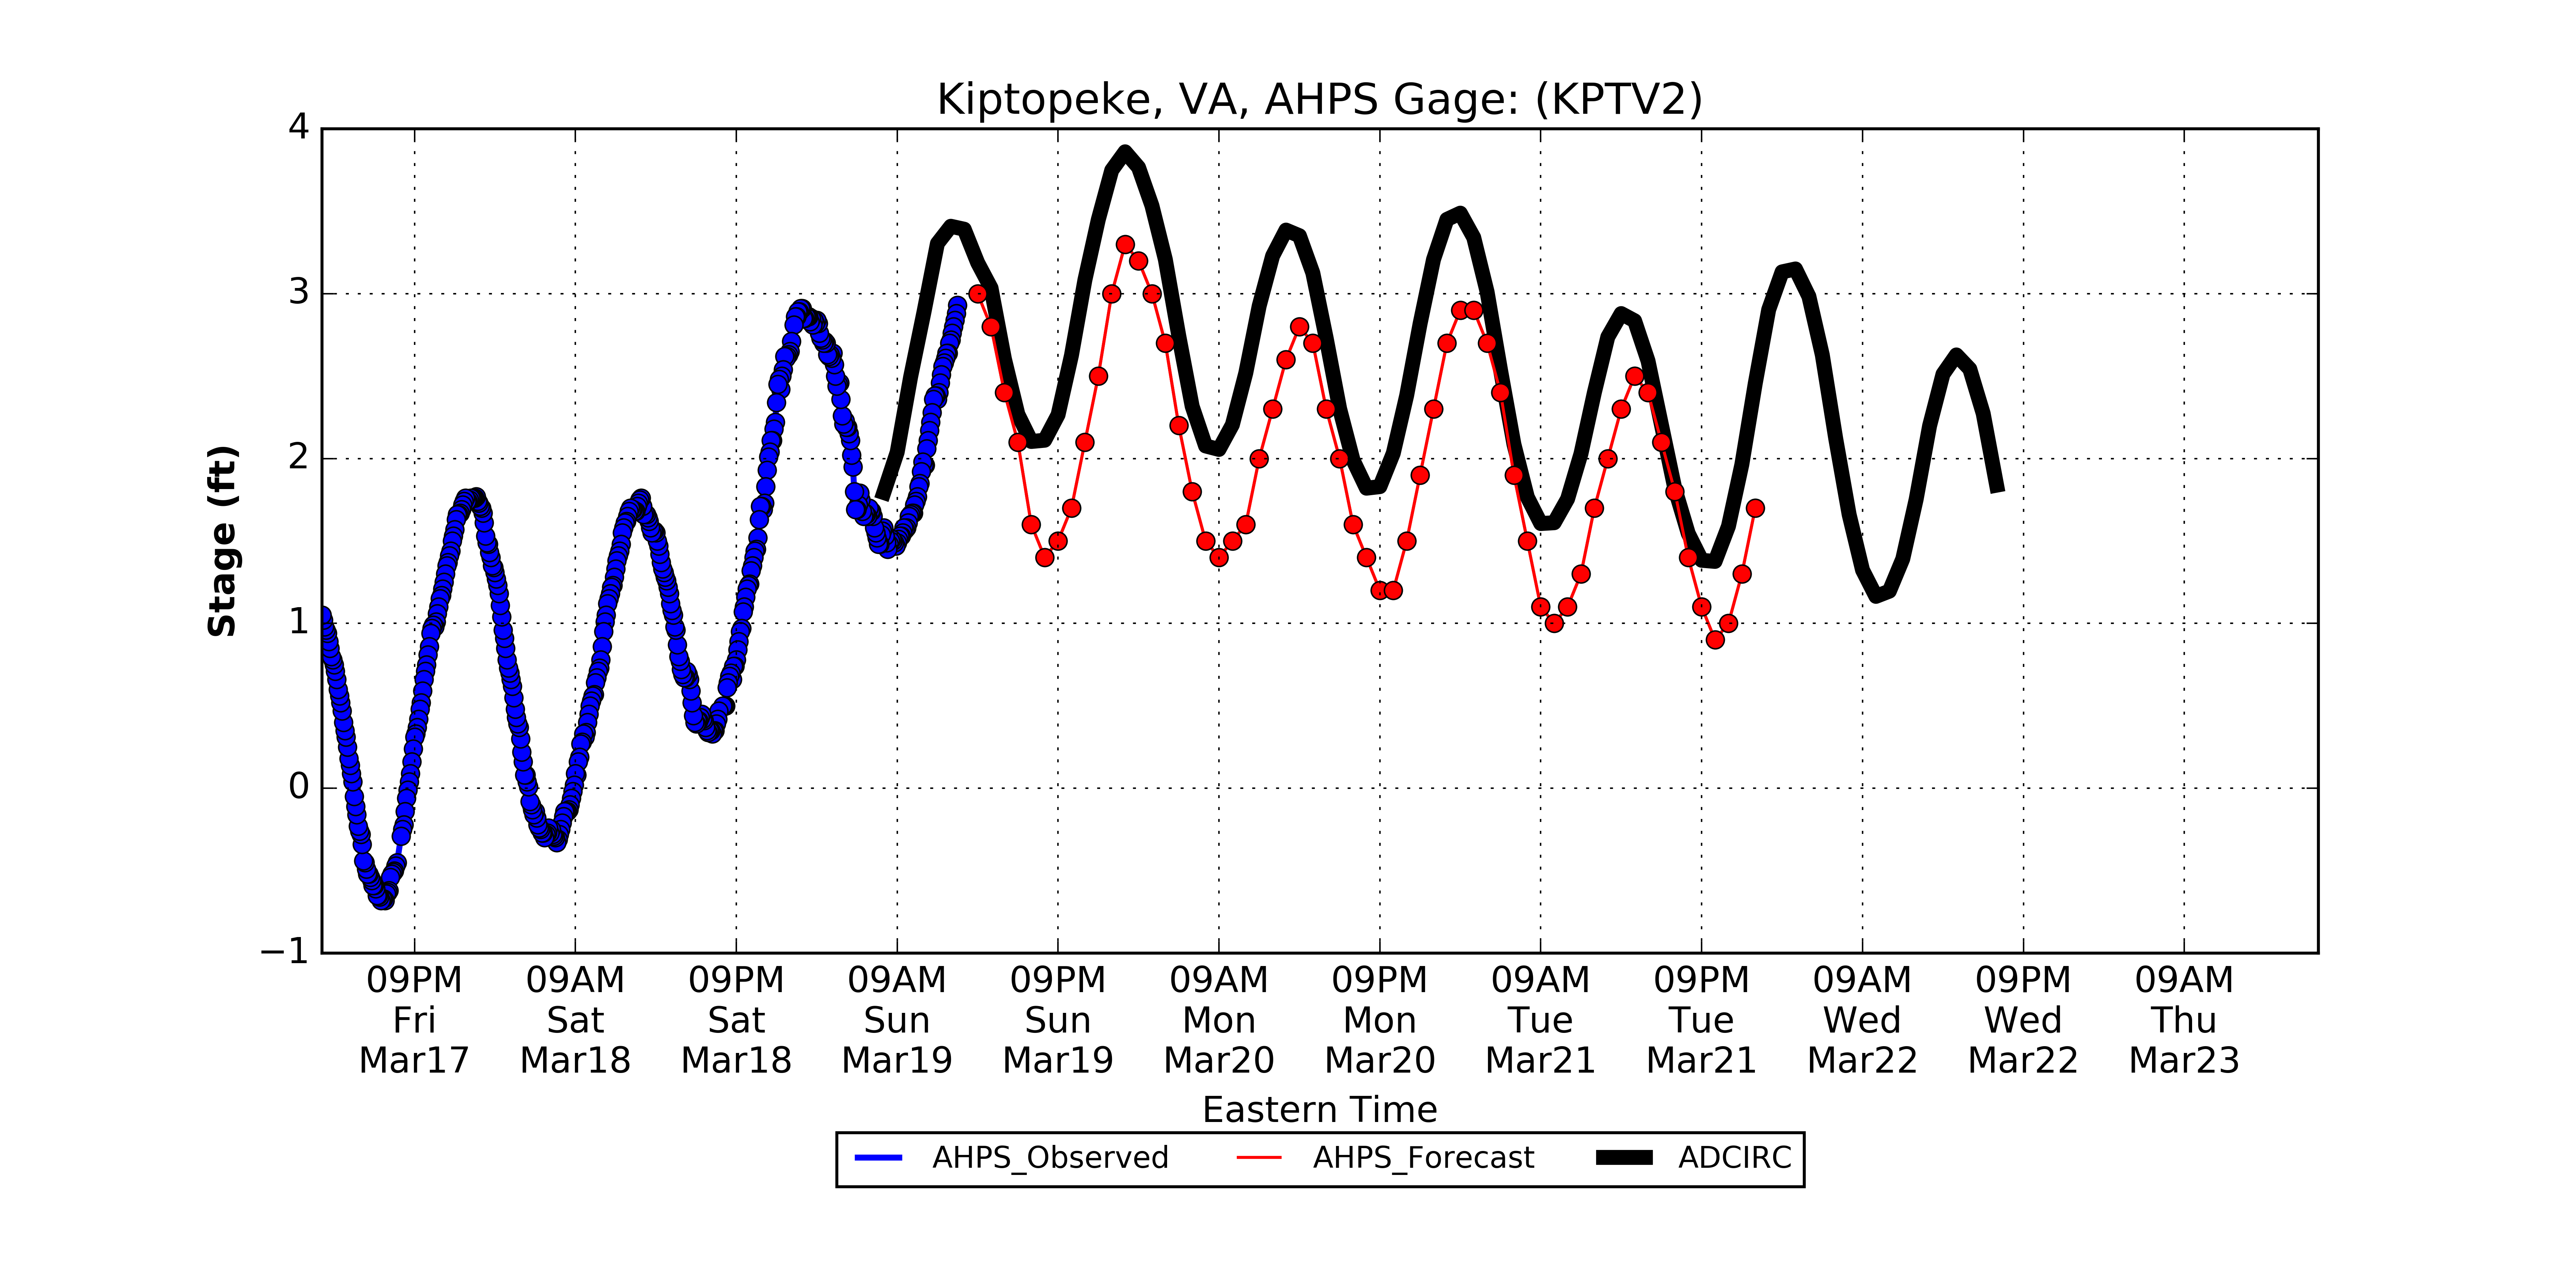 Kiptopeke, VA, AHPS Gage: (KPTV2)
4
3
2
1
0
−1
Stage (ft)
09PM 09AM 09PM 09AM 09PM 09AM 09PM 09AM 09PM 09AM 09PM 09AM
Fri Sat Sat Sun Sun Mon Mon Tue Tue Wed Wed Thu
Mar17 Mar18 Mar18 Mar19 Mar19 Mar20 Mar20 Mar21 Mar21 Mar22 Mar22 Mar23
Eastern Time
AHPS_Observed AHPS_Forecast ADCIRC